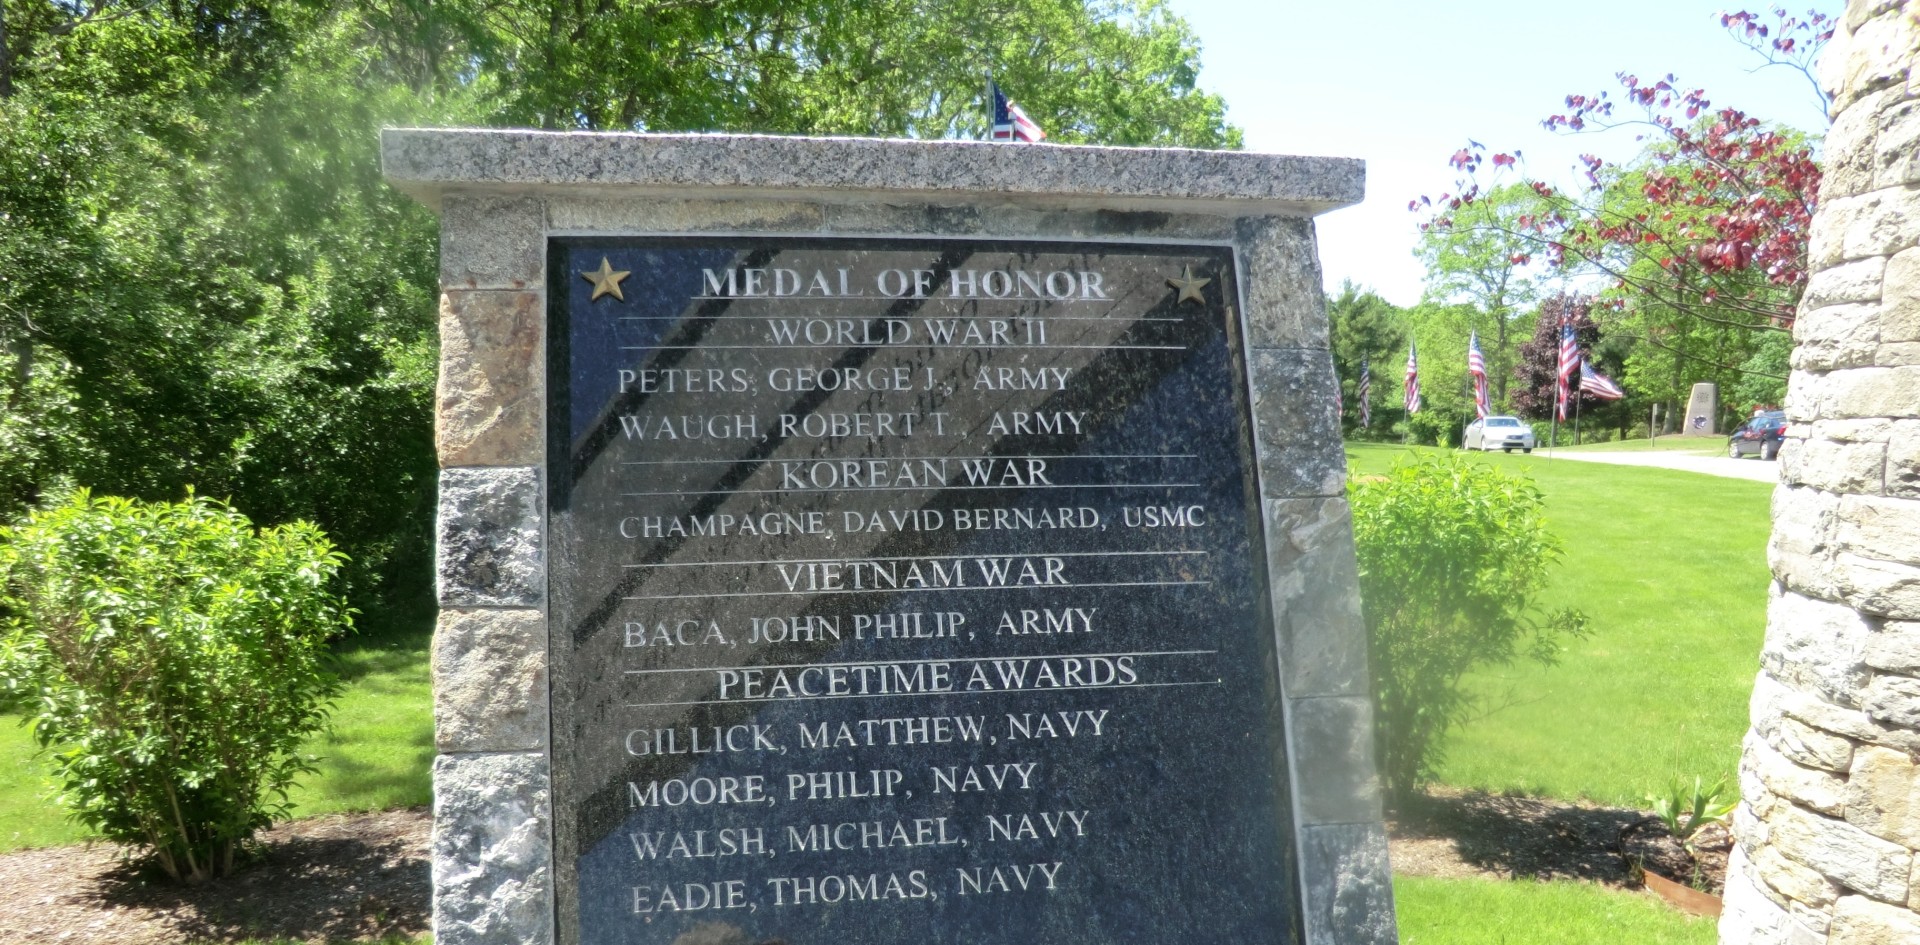 MEDAL OF HONOR
WORLD WAR II
PETERS, GEORGE J., ARMY
WAUGH, ROBERT T., ARMY
KOREAN WAR
CHAMPAGNE, DAVID BERNARD, USMC
VIETNAM WAR
BACA, JOHN PHILIP, ARMY
PEACETIME AWARDS
GILLICK, MATTHEW, NAVY
MOORE, PHILIP, NAVY
WALSH, MICHAEL, NAVY
EADIE, THOMAS, NAVY